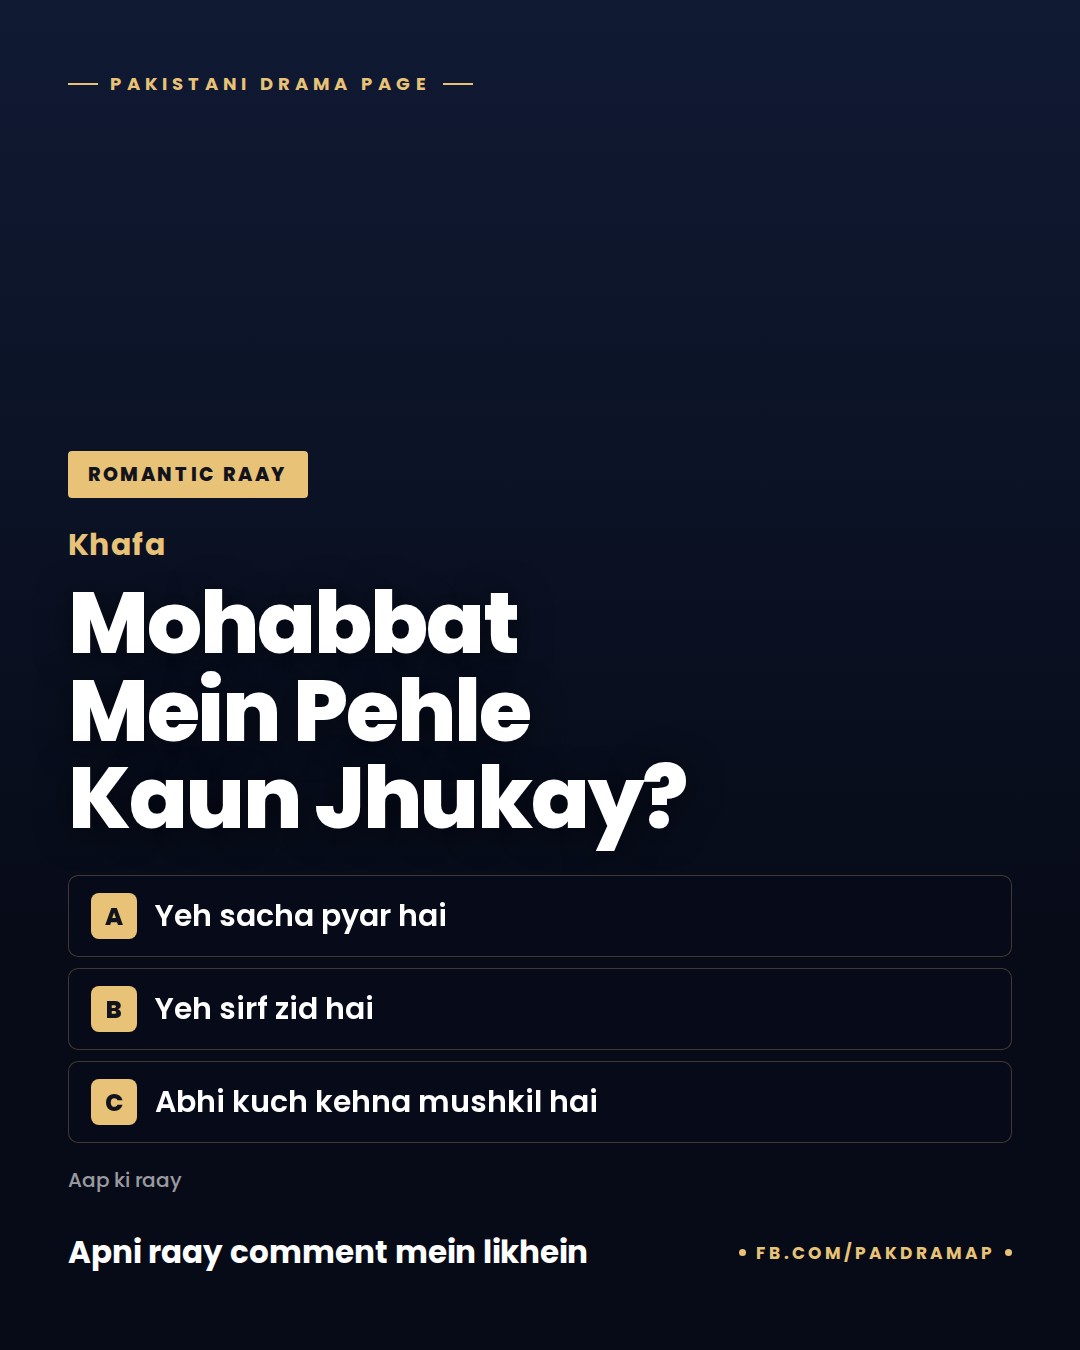 PAKISTANI DRAMA PAGE
ROMANTIC RAAY
Khafa
Mohabbat
Mein Pehle
Kaun Jhukay?
A Yeh sacha pyar hai
B Yeh sirf zid hai
C Abhi kuch kehna mushkil hai
Aap ki raay
Apni raay comment mein likhein
• FB.COM/PAKDRAMAP •